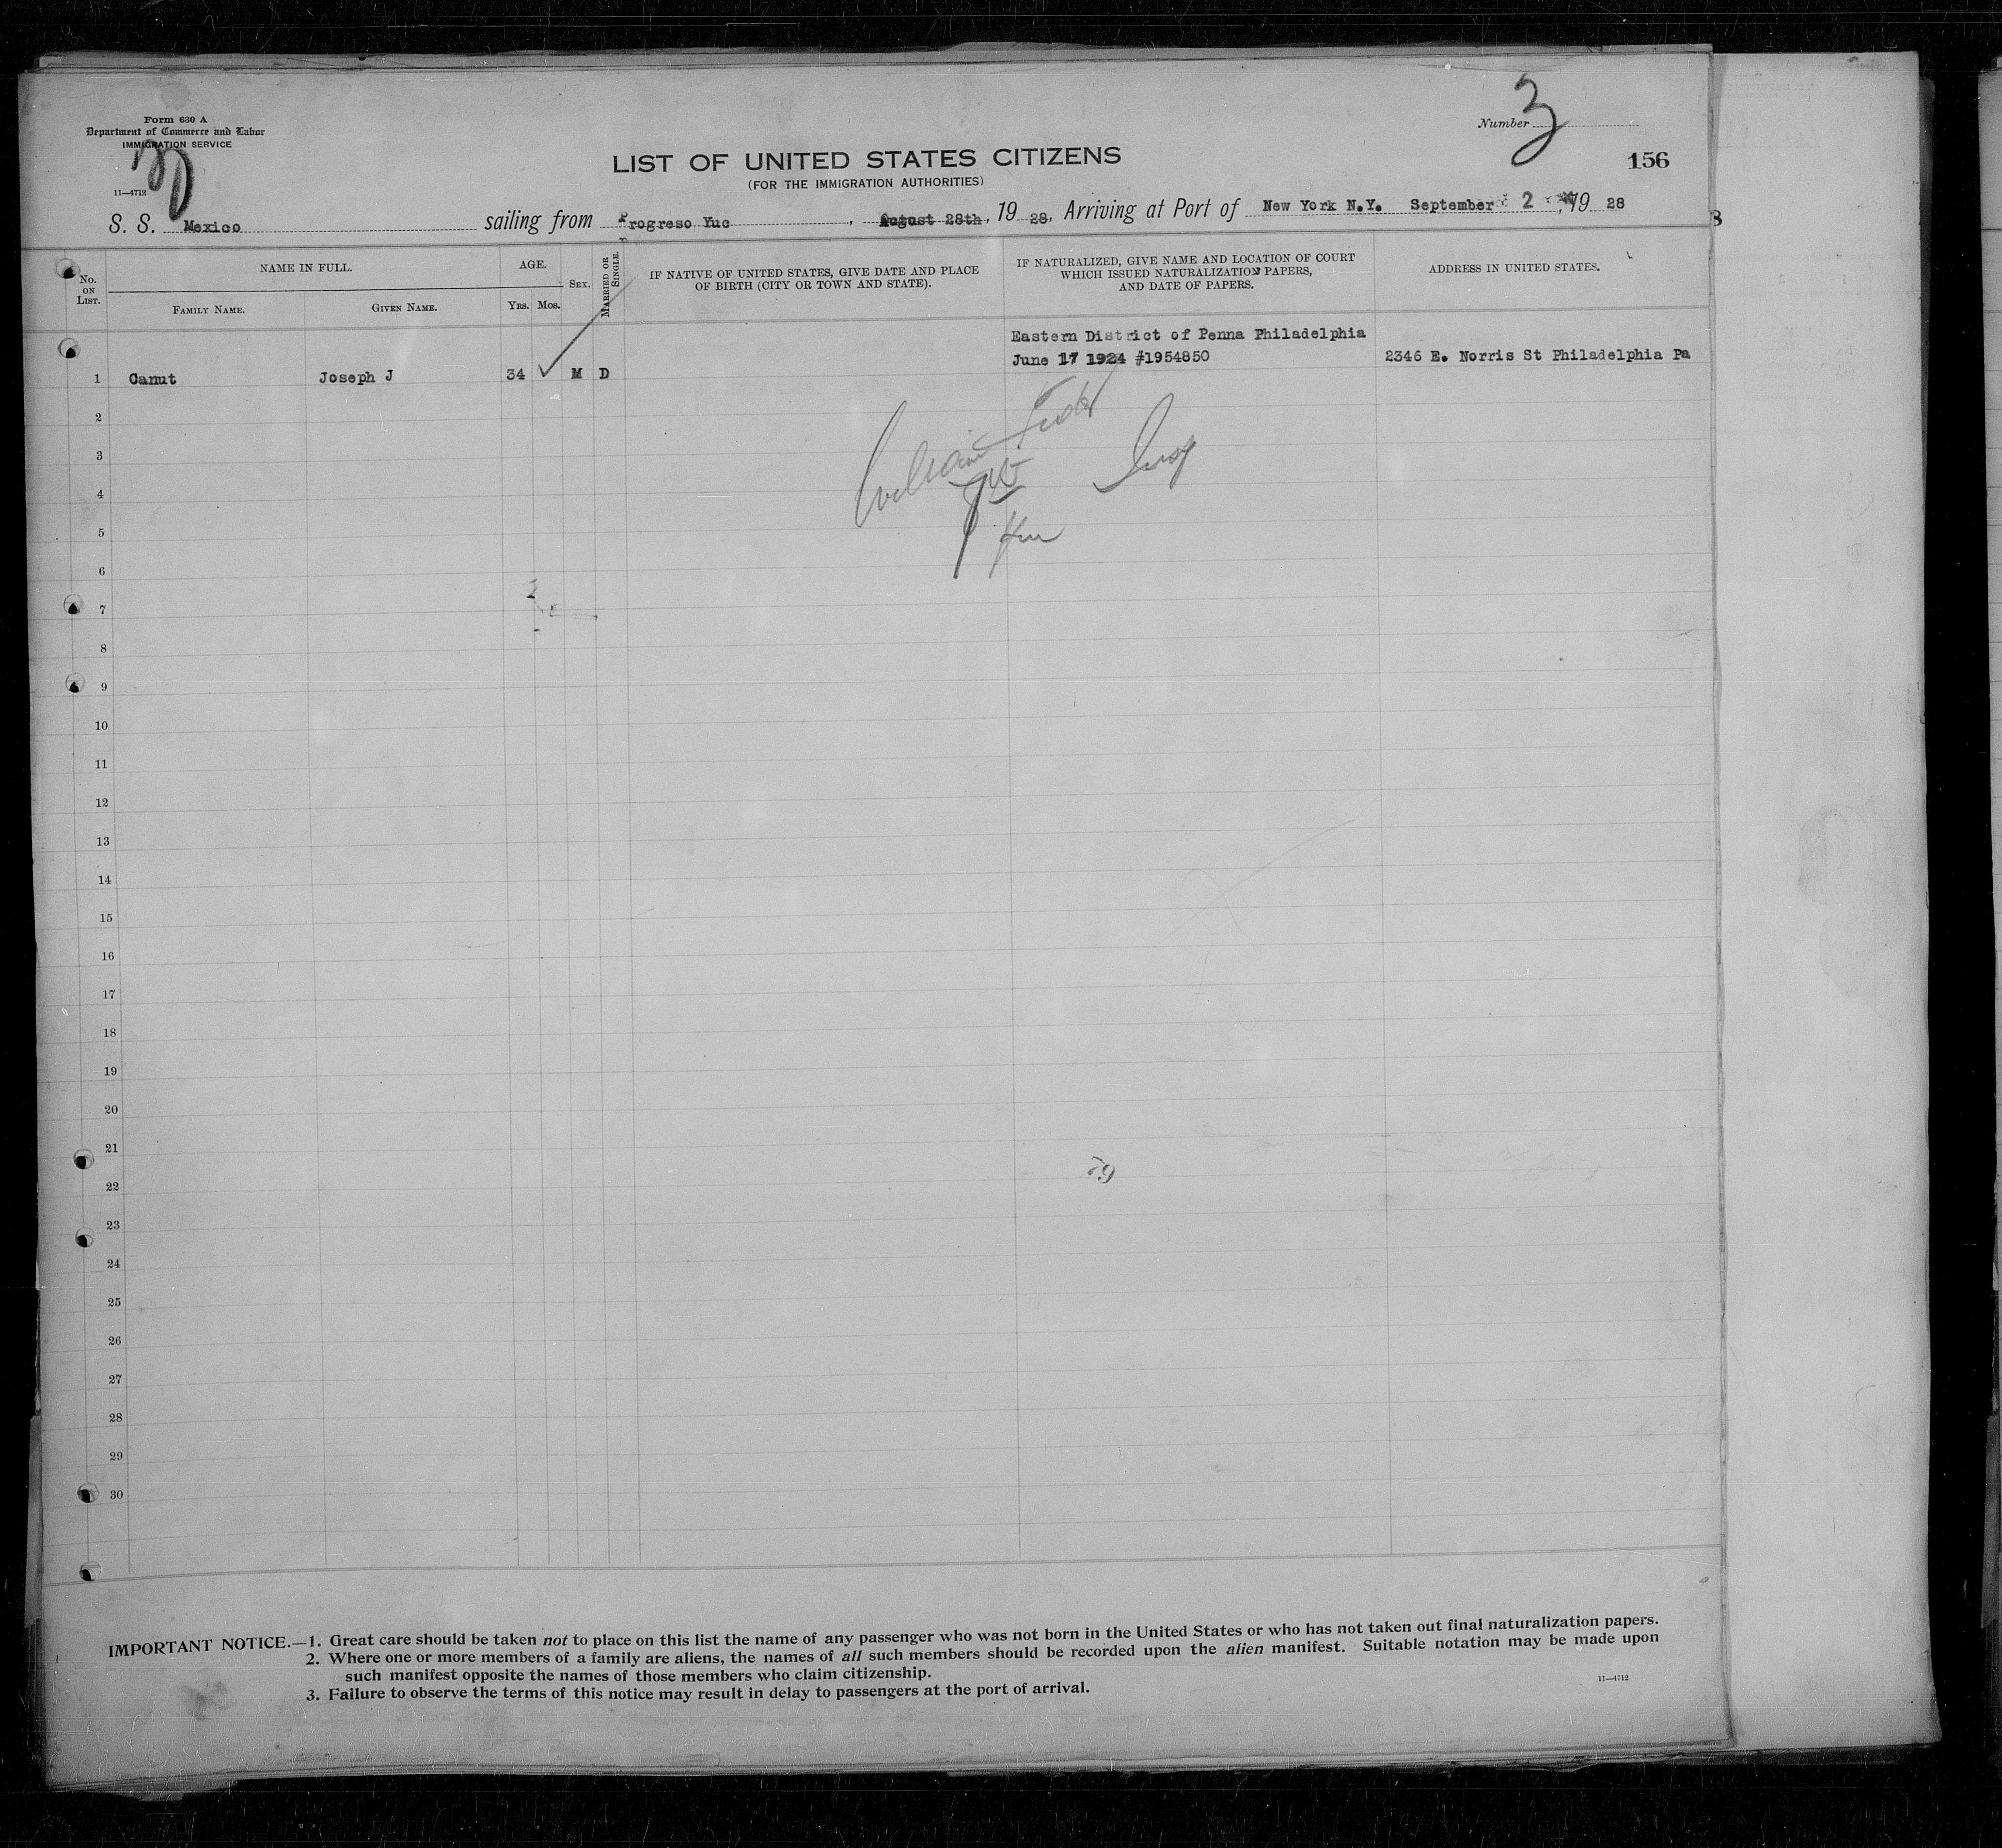 Form 630 A
Department of Commerce and Labor
IMMIGRATION SERVICE
11—4712
Number 3
156
LIST OF UNITED STATES CITIZENS
(FOR THE IMMIGRATION AUTHORITIES)
S. S. Mexico sailing from Progreso Yuc, August 28th, 19 28, Arriving at Port of New York N.Y. September 2, 19 28
No. ON LIST.
NAME IN FULL.
FAMILY NAME.
GIVEN NAME.
AGE.
YRS.
MOS.
SEX.
MARRIED OR SINGLE.
IF NATIVE OF UNITED STATES, GIVE DATE AND PLACE
OF BIRTH (CITY OR TOWN AND STATE).
IF NATURALIZED, GIVE NAME AND LOCATION OF COURT
WHICH ISSUED NATURALIZATION PAPERS,
AND DATE OF PAPERS.
ADDRESS IN UNITED STATES.
Eastern District of Penna Philadelphia
June 17 1924 #1954850
2346 E. Norris St Philadelphia Pa
1 Canut Joseph J 34 M D
2
3
4
5
6
7
8
9
10
11
12
13
14
15
16
17
18
19
20
21
22
23
24
25
26
27
28
29
30
IMPORTANT NOTICE.—1. Great care should be taken not to place on this list the name of any passenger who was not born in the United States or who has not taken out final naturalization papers.
2. Where one or more members of a family are aliens, the names of all such members should be recorded upon the alien manifest. Suitable notation may be made upon
such manifest opposite the names of those members who claim citizenship.
3. Failure to observe the terms of this notice may result in delay to passengers at the port of arrival.
11—4712